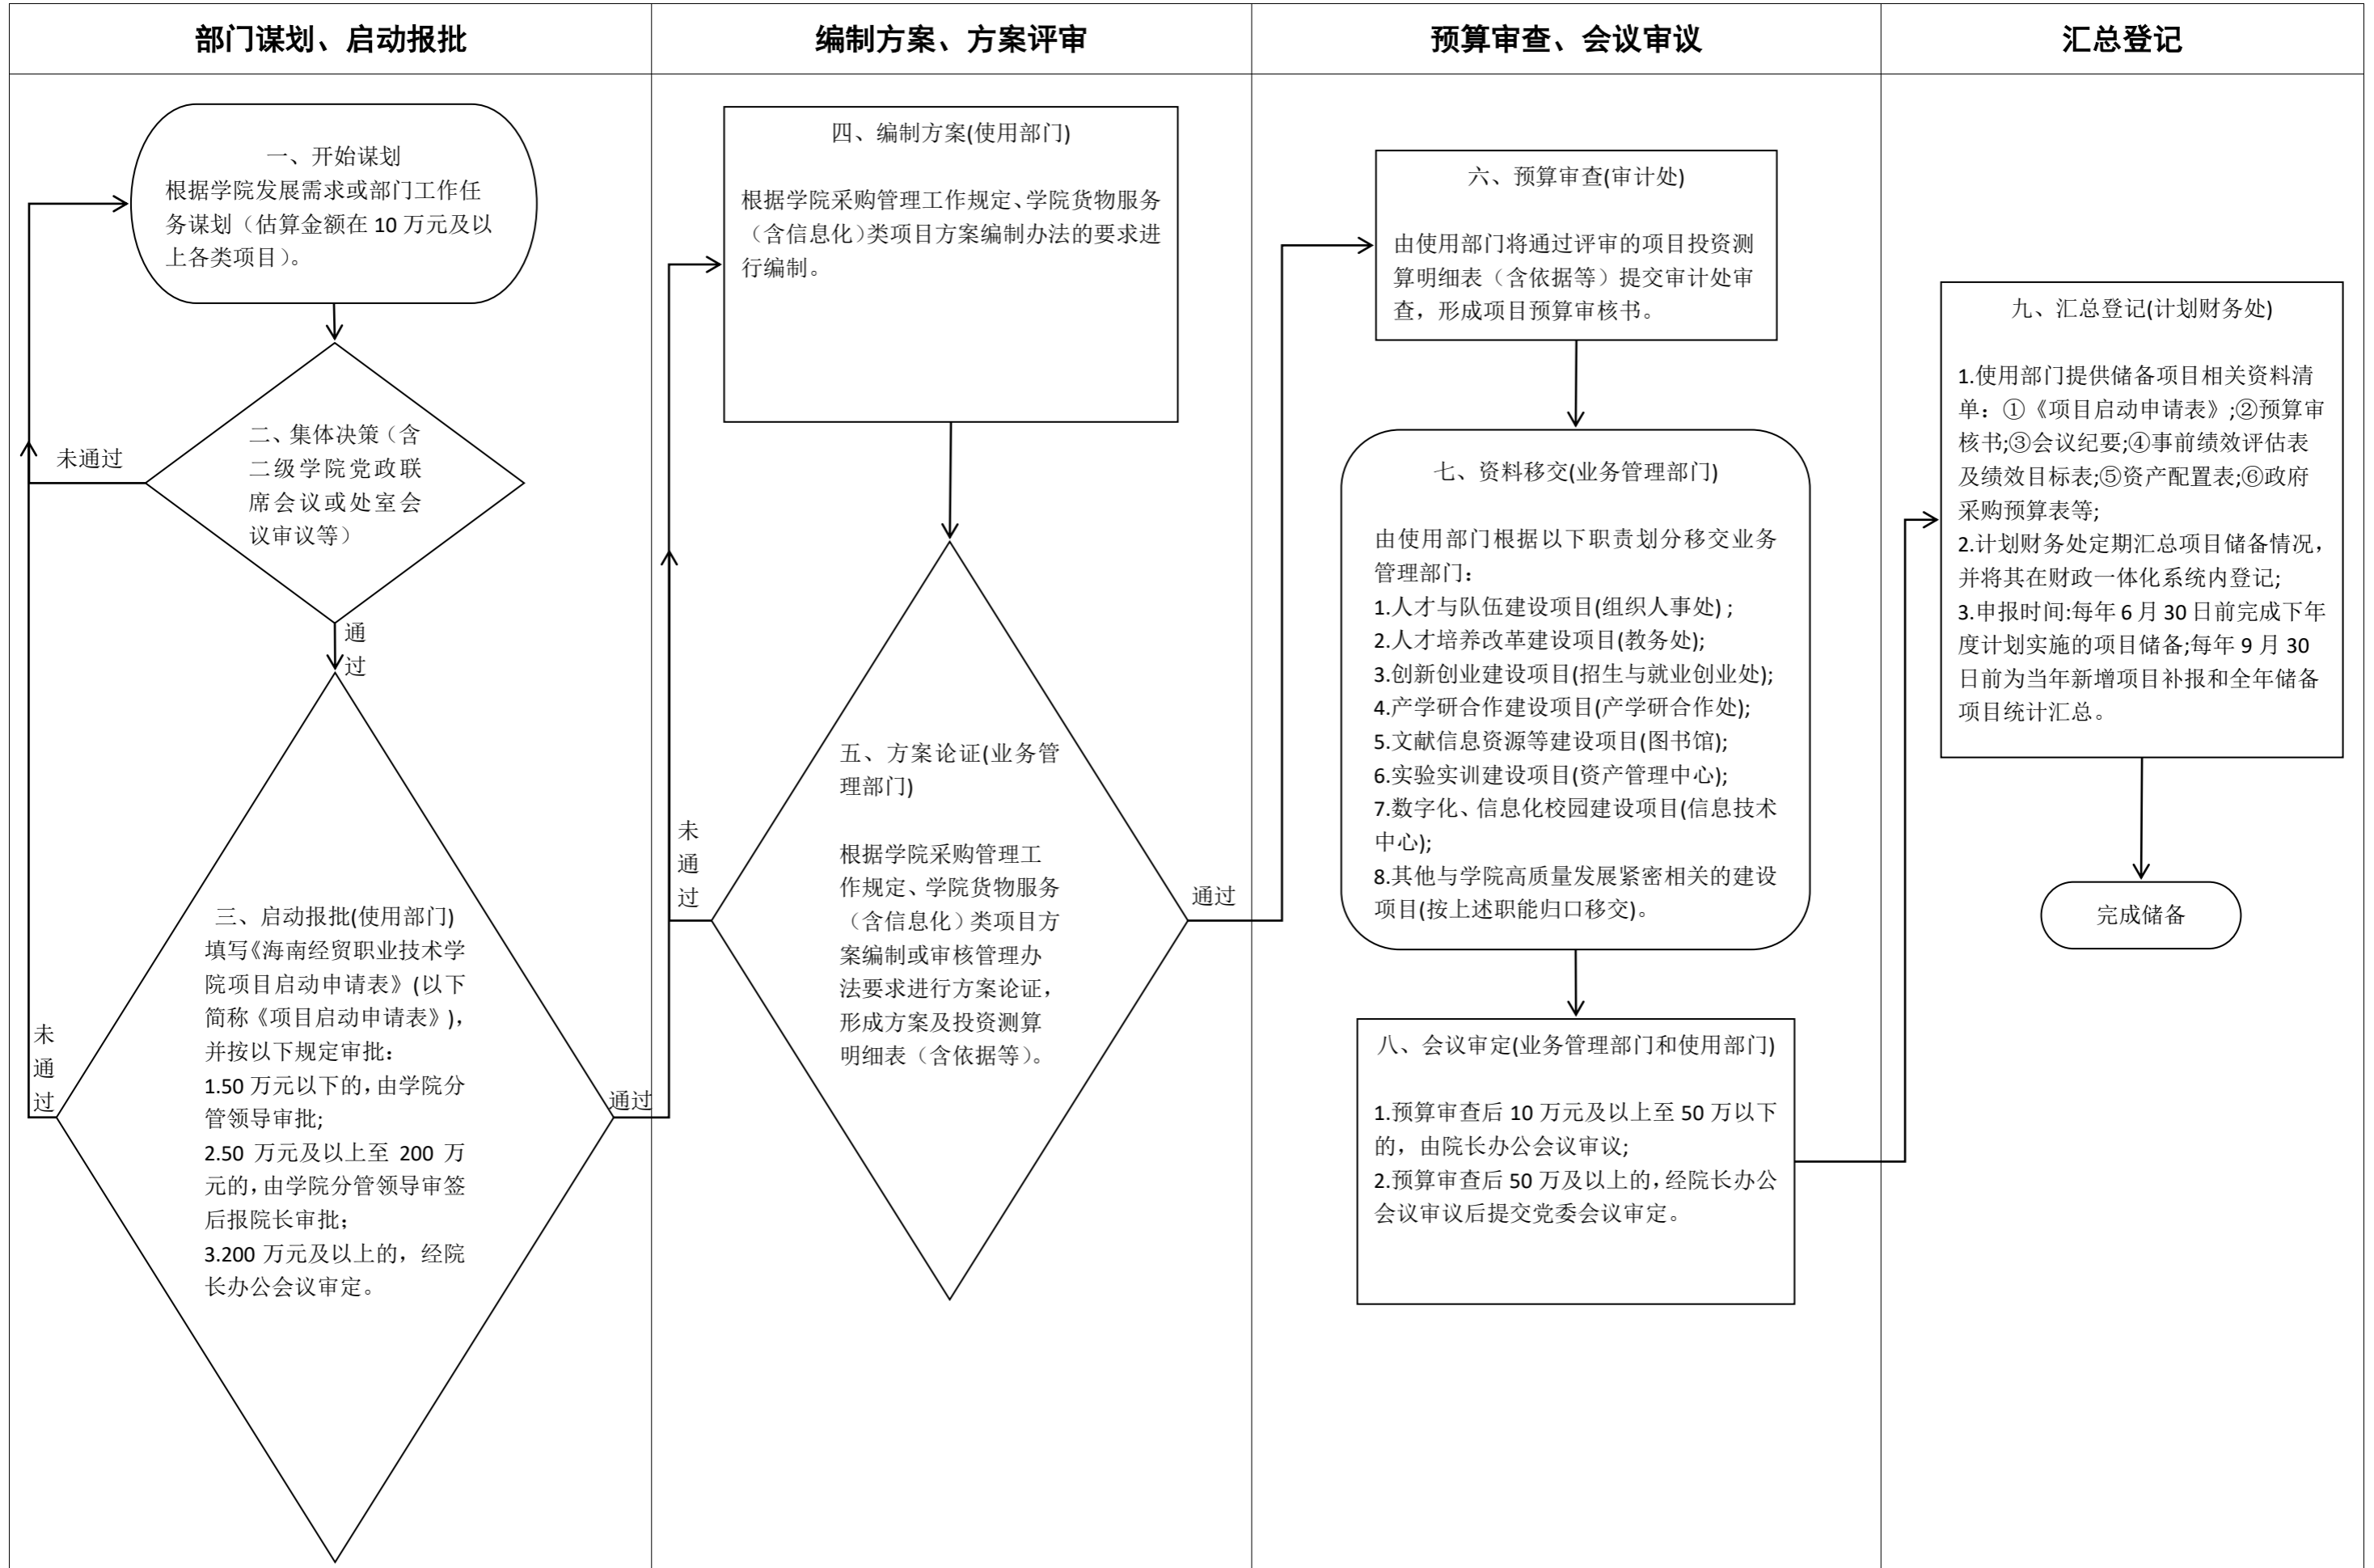 部门谋划、启动报批
编制方案、方案评审
预算审查、会议审议
汇总登记
一、开始谋划
根据学院发展需求或部门工作任
务谋划（估算金额在 10 万元及以
上各类项目）。
二、集体决策（含
二级学院党政联
席会议或处室会
议审议等）
未通过
通
过
三、启动报批(使用部门)
填写《海南经贸职业技术学
院项目启动申请表》(以下
简称《项目启动申请表》),
并按以下规定审批：
1.50 万元以下的，由学院分
管领导审批;
2.50 万元及以上至 200 万
元的，由学院分管领导审签
后报院长审批；
3.200 万元及以上的，经院
长办公会议审定。
未
通
过
通过
四、编制方案(使用部门)
根据学院采购管理工作规定、学院货物服务
（含信息化）类项目方案编制办法的要求进
行编制。
五、方案论证(业务管
理部门)
根据学院采购管理工
作规定、学院货物服务
（含信息化）类项目方
案编制或审核管理办
法要求进行方案论证，
形成方案及投资测算
明细表（含依据等）。
未
通
过
通过
六、预算审查(审计处)
由使用部门将通过评审的项目投资测
算明细表（含依据等）提交审计处审
查，形成项目预算审核书。
七、资料移交(业务管理部门)
由使用部门根据以下职责划分移交业务
管理部门：
1.人才与队伍建设项目(组织人事处)；
2.人才培养改革建设项目(教务处);
3.创新创业建设项目(招生与就业创业处);
4.产学研合作建设项目(产学研合作处);
5.文献信息资源等建设项目(图书馆);
6.实验实训建设项目(资产管理中心);
7.数字化、信息化校园建设项目(信息技术
中心);
8.其他与学院高质量发展紧密相关的建设
项目(按上述职能归口移交)。
八、会议审定(业务管理部门和使用部门)
1.预算审查后 10 万元及以上至 50 万以下
的，由院长办公会议审议;
2.预算审查后 50 万及以上的，经院长办公
会议审议后提交党委会议审定。
九、汇总登记(计划财务处)
1.使用部门提供储备项目相关资料清
单：①《项目启动申请表》;②预算审
核书;③会议纪要;④事前绩效评估表
及绩效目标表;⑤资产配置表;⑥政府
采购预算表等;
2.计划财务处定期汇总项目储备情况，
并将其在财政一体化系统内登记;
3.申报时间:每年 6 月 30 日前完成下年
度计划实施的项目储备;每年 9 月 30
日前为当年新增项目补报和全年储备
项目统计汇总。
完成储备